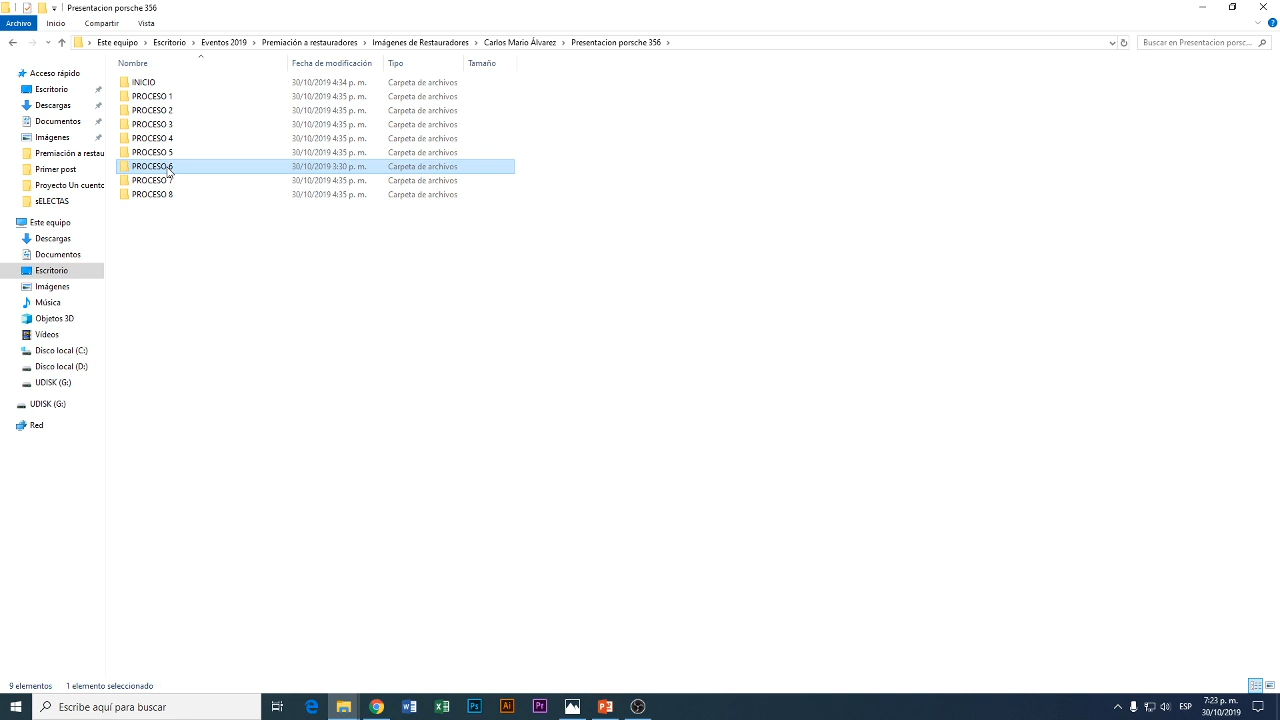 Presentacion porsche 356
Archivo Inicio Compartir Vista
Este equipo > Escritorio > Eventos 2019 > Premiación a restauradores > Imágenes de Restauradores > Carlos Mario Álvarez > Presentacion porsche 356 >
Buscar en Presentacion porsc...
Nombre Fecha de modificación Tipo Tamaño
INICIO 30/10/2019 4:34 p. m. Carpeta de archivos
PROCESO 1 30/10/2019 4:35 p. m. Carpeta de archivos
PROCESO 2 30/10/2019 4:35 p. m. Carpeta de archivos
PROCESO 3 30/10/2019 4:35 p. m. Carpeta de archivos
PROCESO 4 30/10/2019 4:35 p. m. Carpeta de archivos
PROCESO 5 30/10/2019 4:35 p. m. Carpeta de archivos
PROCESO 6 30/10/2019 3:30 p. m. Carpeta de archivos
PROCESO 7 30/10/2019 4:35 p. m. Carpeta de archivos
PROCESO 8 30/10/2019 4:35 p. m. Carpeta de archivos
Acceso rápido
Escritorio
Descargas
Documentos
Imágenes
Premiación a restau
Primer post
Proyecto Un cuento
sELECTAS
Este equipo
Descargas
Documentos
Escritorio
Imágenes
Música
Objetos 3D
Vídeos
Disco local (C:)
Disco local (D:)
UDISK (G:)
UDISK (G:)
Red
9 elementos 1 elemento seleccionado
Escribe aquí para buscar
Ps Ai Pr
ESP
7:23 p. m.
30/10/2019